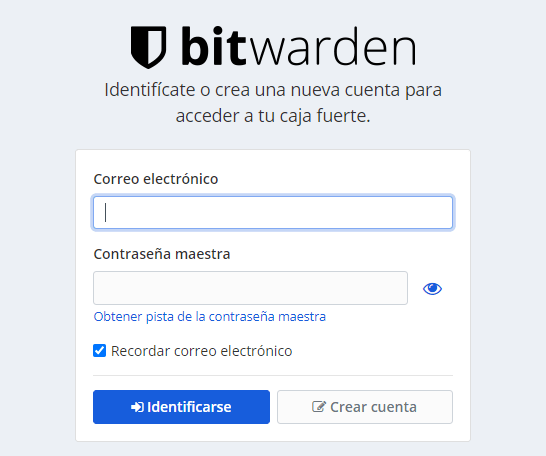 bitwarden
Identifícate o crea una nueva cuenta para
acceder a tu caja fuerte.
Correo electrónico
Contraseña maestra
Obtener pista de la contraseña maestra
Recordar correo electrónico
Identificarse
Crear cuenta